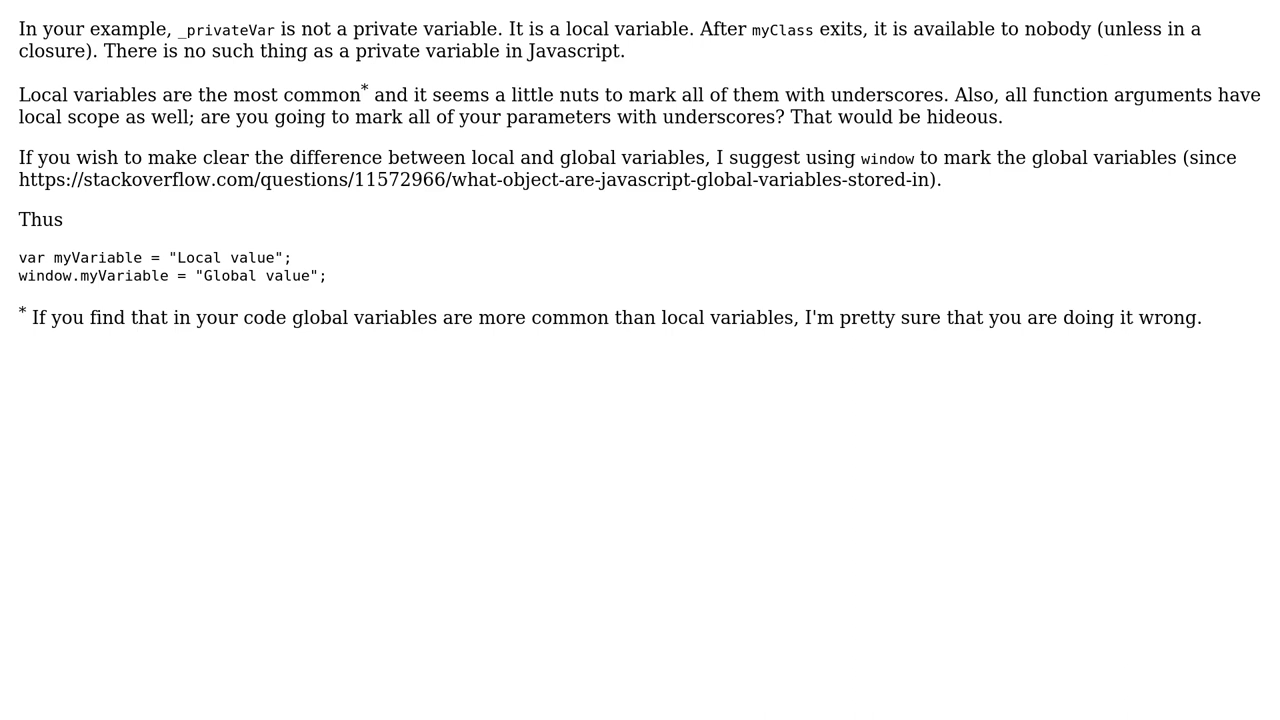 In your example, _privateVar is not a private variable. It is a local variable. After myClass exits, it is available to nobody (unless in a
closure). There is no such thing as a private variable in Javascript.
Local variables are the most common* and it seems a little nuts to mark all of them with underscores. Also, all function arguments have
local scope as well; are you going to mark all of your parameters with underscores? That would be hideous.
If you wish to make clear the difference between local and global variables, I suggest using window to mark the global variables (since
https://stackoverflow.com/questions/11572966/what-object-are-javascript-global-variables-stored-in).
Thus
var myVariable = "Local value";
window.myVariable = "Global value";
* If you find that in your code global variables are more common than local variables, I'm pretty sure that you are doing it wrong.